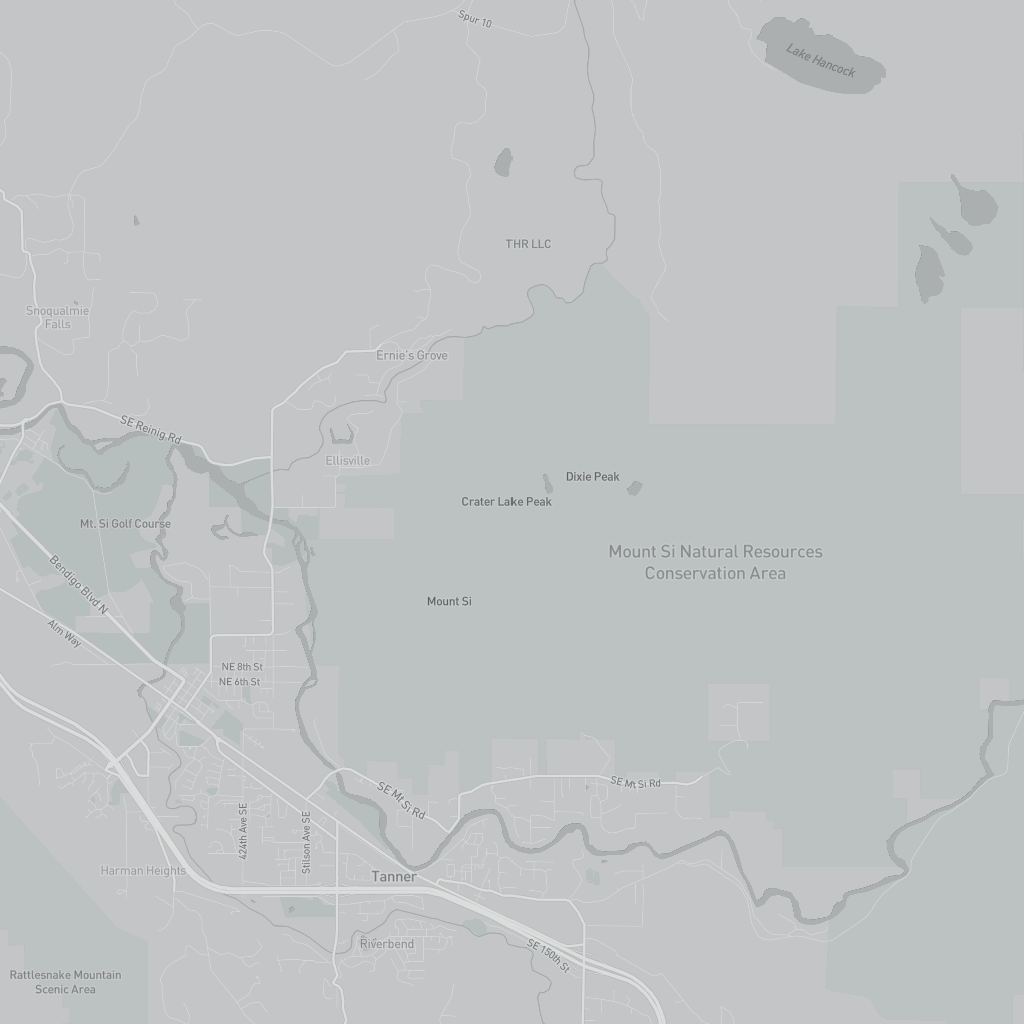 Spur 10
Lake Hancock
THR LLC
Snoqualmie
Falls
Ernie's Grove
SE Reinig Rd
Ellisville
Dixie Peak
Crater Lake Peak
Mt. Si Golf Course
Mount Si Natural Resources
Conservation Area
Bendigo Blvd N
Mount Si
Alm Way
NE 8th St
NE 6th St
SE Mt Si Rd
SE Mt Si Rd
424th Ave SE
Stilson Ave SE
Harman Heights
Tanner
Riverbend
SE 150th St
Rattlesnake Mountain
Scenic Area